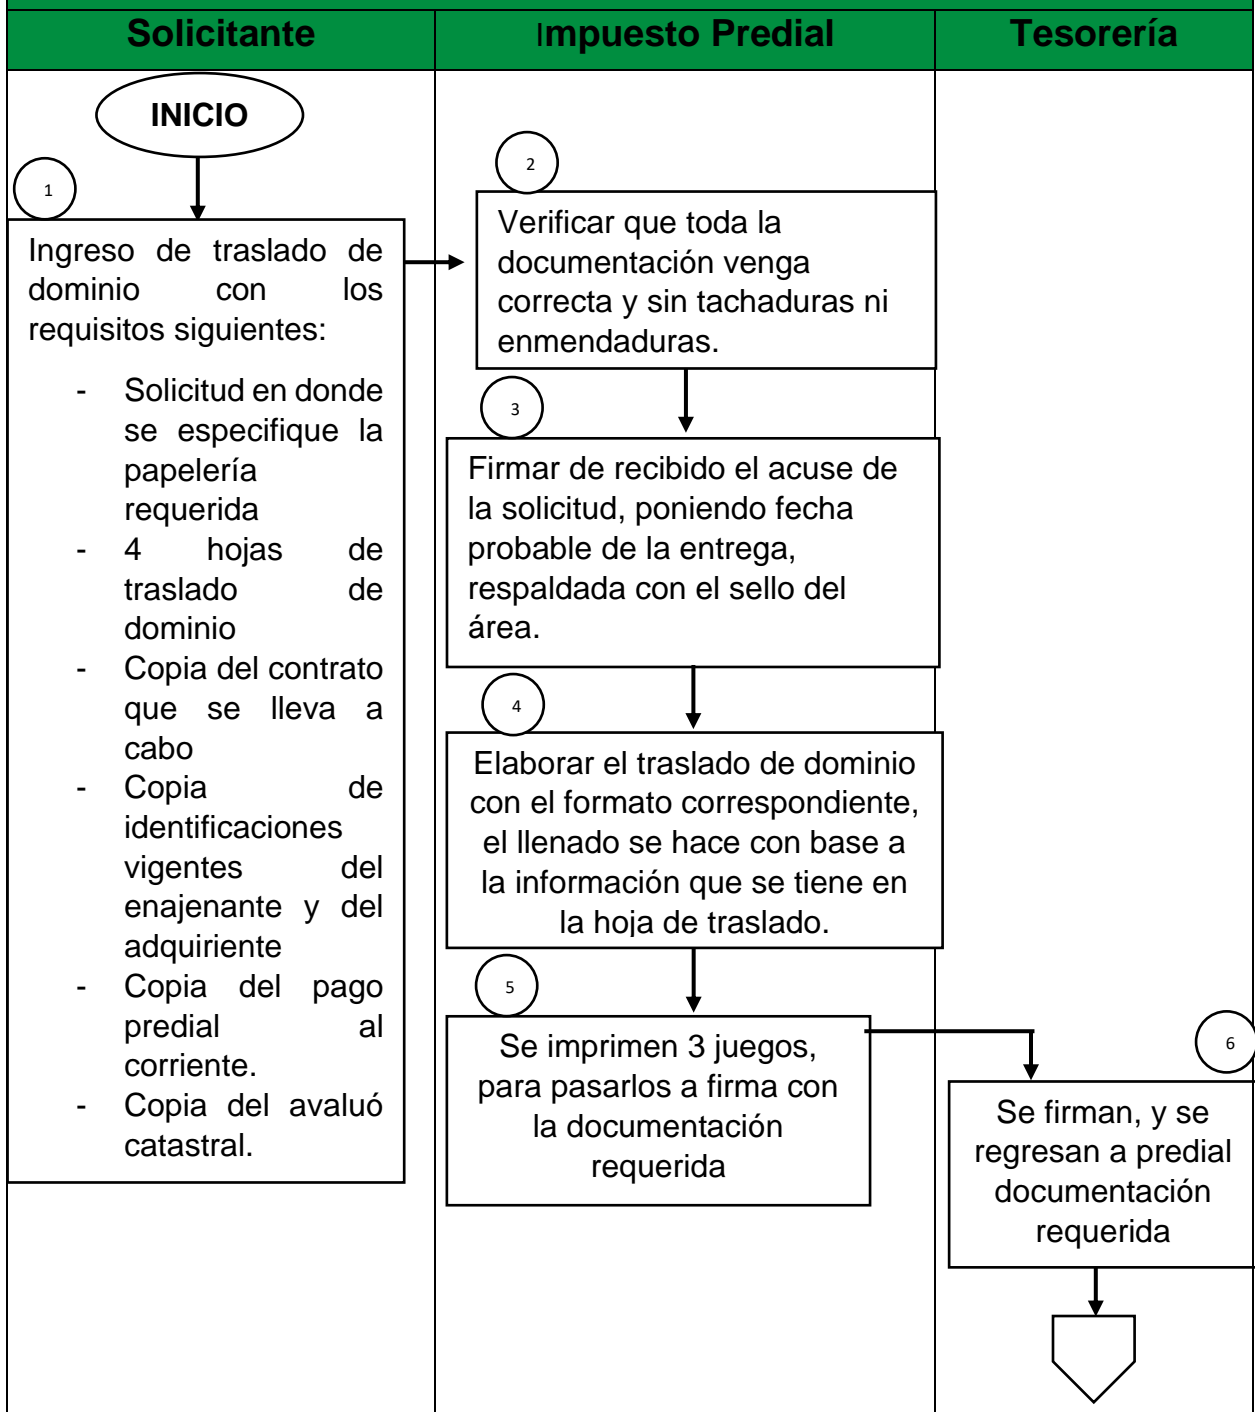 Solicitante
Impuesto Predial
Tesorería
INICIO
1
Ingreso de traslado de
dominio con los
requisitos siguientes:
- Solicitud en donde
se especifique la
papelería
requerida
- 4 hojas de
traslado de
dominio
- Copia del contrato
que se lleva a
cabo
- Copia de
identificaciones
vigentes del
enajenante y del
adquiriente
- Copia del pago
predial al
corriente.
- Copia del avaluó
catastral.
2
Verificar que toda la
documentación venga
correcta y sin tachaduras ni
enmendaduras.
3
Firmar de recibido el acuse de
la solicitud, poniendo fecha
probable de la entrega,
respaldada con el sello del
área.
4
Elaborar el traslado de dominio
con el formato correspondiente,
el llenado se hace con base a
la información que se tiene en
la hoja de traslado.
5
Se imprimen 3 juegos,
para pasarlos a firma con
la documentación
requerida
6
Se firman, y se
regresan a predial
documentación
requerida